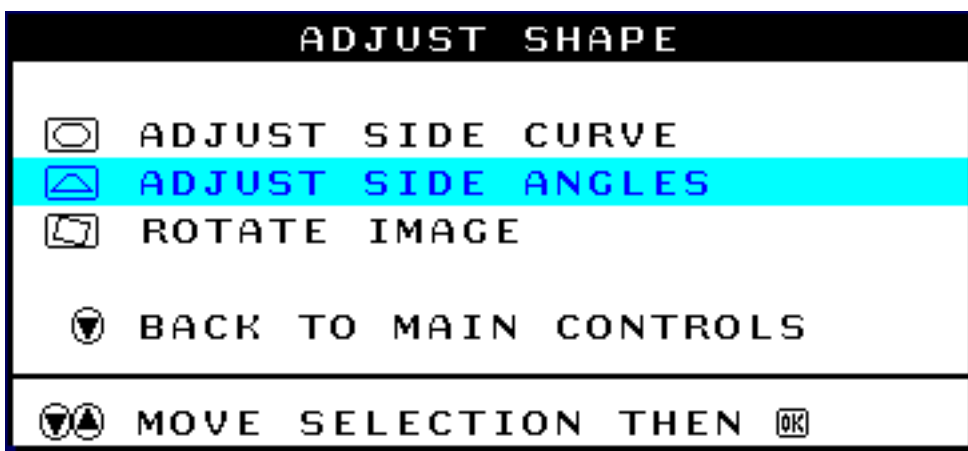 ADJUST SHAPE
ADJUST SIDE CURVE
ADJUST SIDE ANGLES
ROTATE IMAGE
BACK TO MAIN CONTROLS
MOVE SELECTION THEN OK